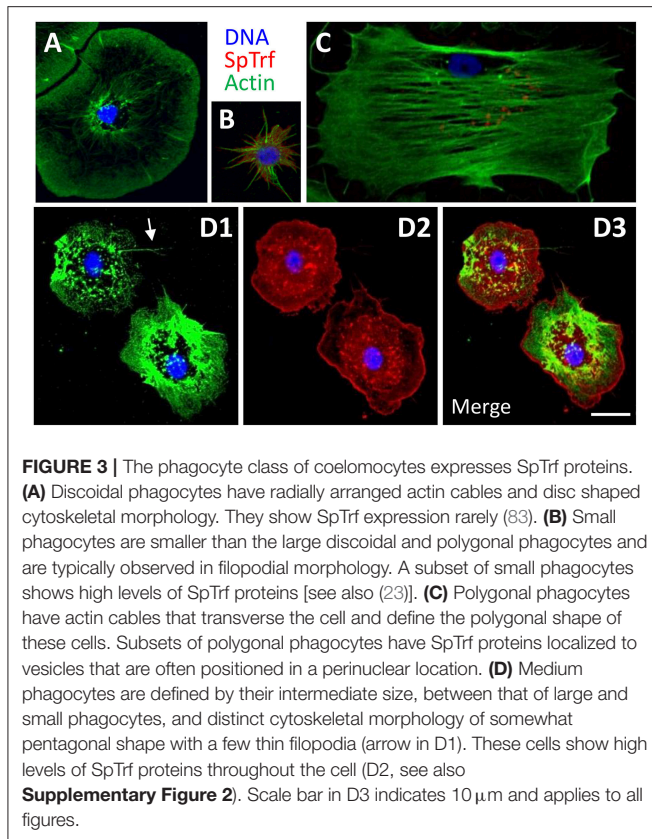 A
DNA
SpTrf
Actin
B
C
D1
D2
D3
Merge
FIGURE 3 | The phagocyte class of coelomocytes expresses SpTrf proteins.
(A) Discoidal phagocytes have radially arranged actin cables and disc shaped
cytoskeletal morphology. They show SpTrf expression rarely (83). (B) Small
phagocytes are smaller than the large discoidal and polygonal phagocytes and
are typically observed in filopodial morphology. A subset of small phagocytes
shows high levels of SpTrf proteins [see also (23)]. (C) Polygonal phagocytes
have actin cables that transverse the cell and define the polygonal shape of
these cells. Subsets of polygonal phagocytes have SpTrf proteins localized to
vesicles that are often positioned in a perinuclear location. (D) Medium
phagocytes are defined by their intermediate size, between that of large and
small phagocytes, and distinct cytoskeletal morphology of somewhat
pentagonal shape with a few thin filopodia (arrow in D1). These cells show high
levels of SpTrf proteins throughout the cell (D2, see also
Supplementary Figure 2). Scale bar in D3 indicates 10 μm and applies to all
figures.